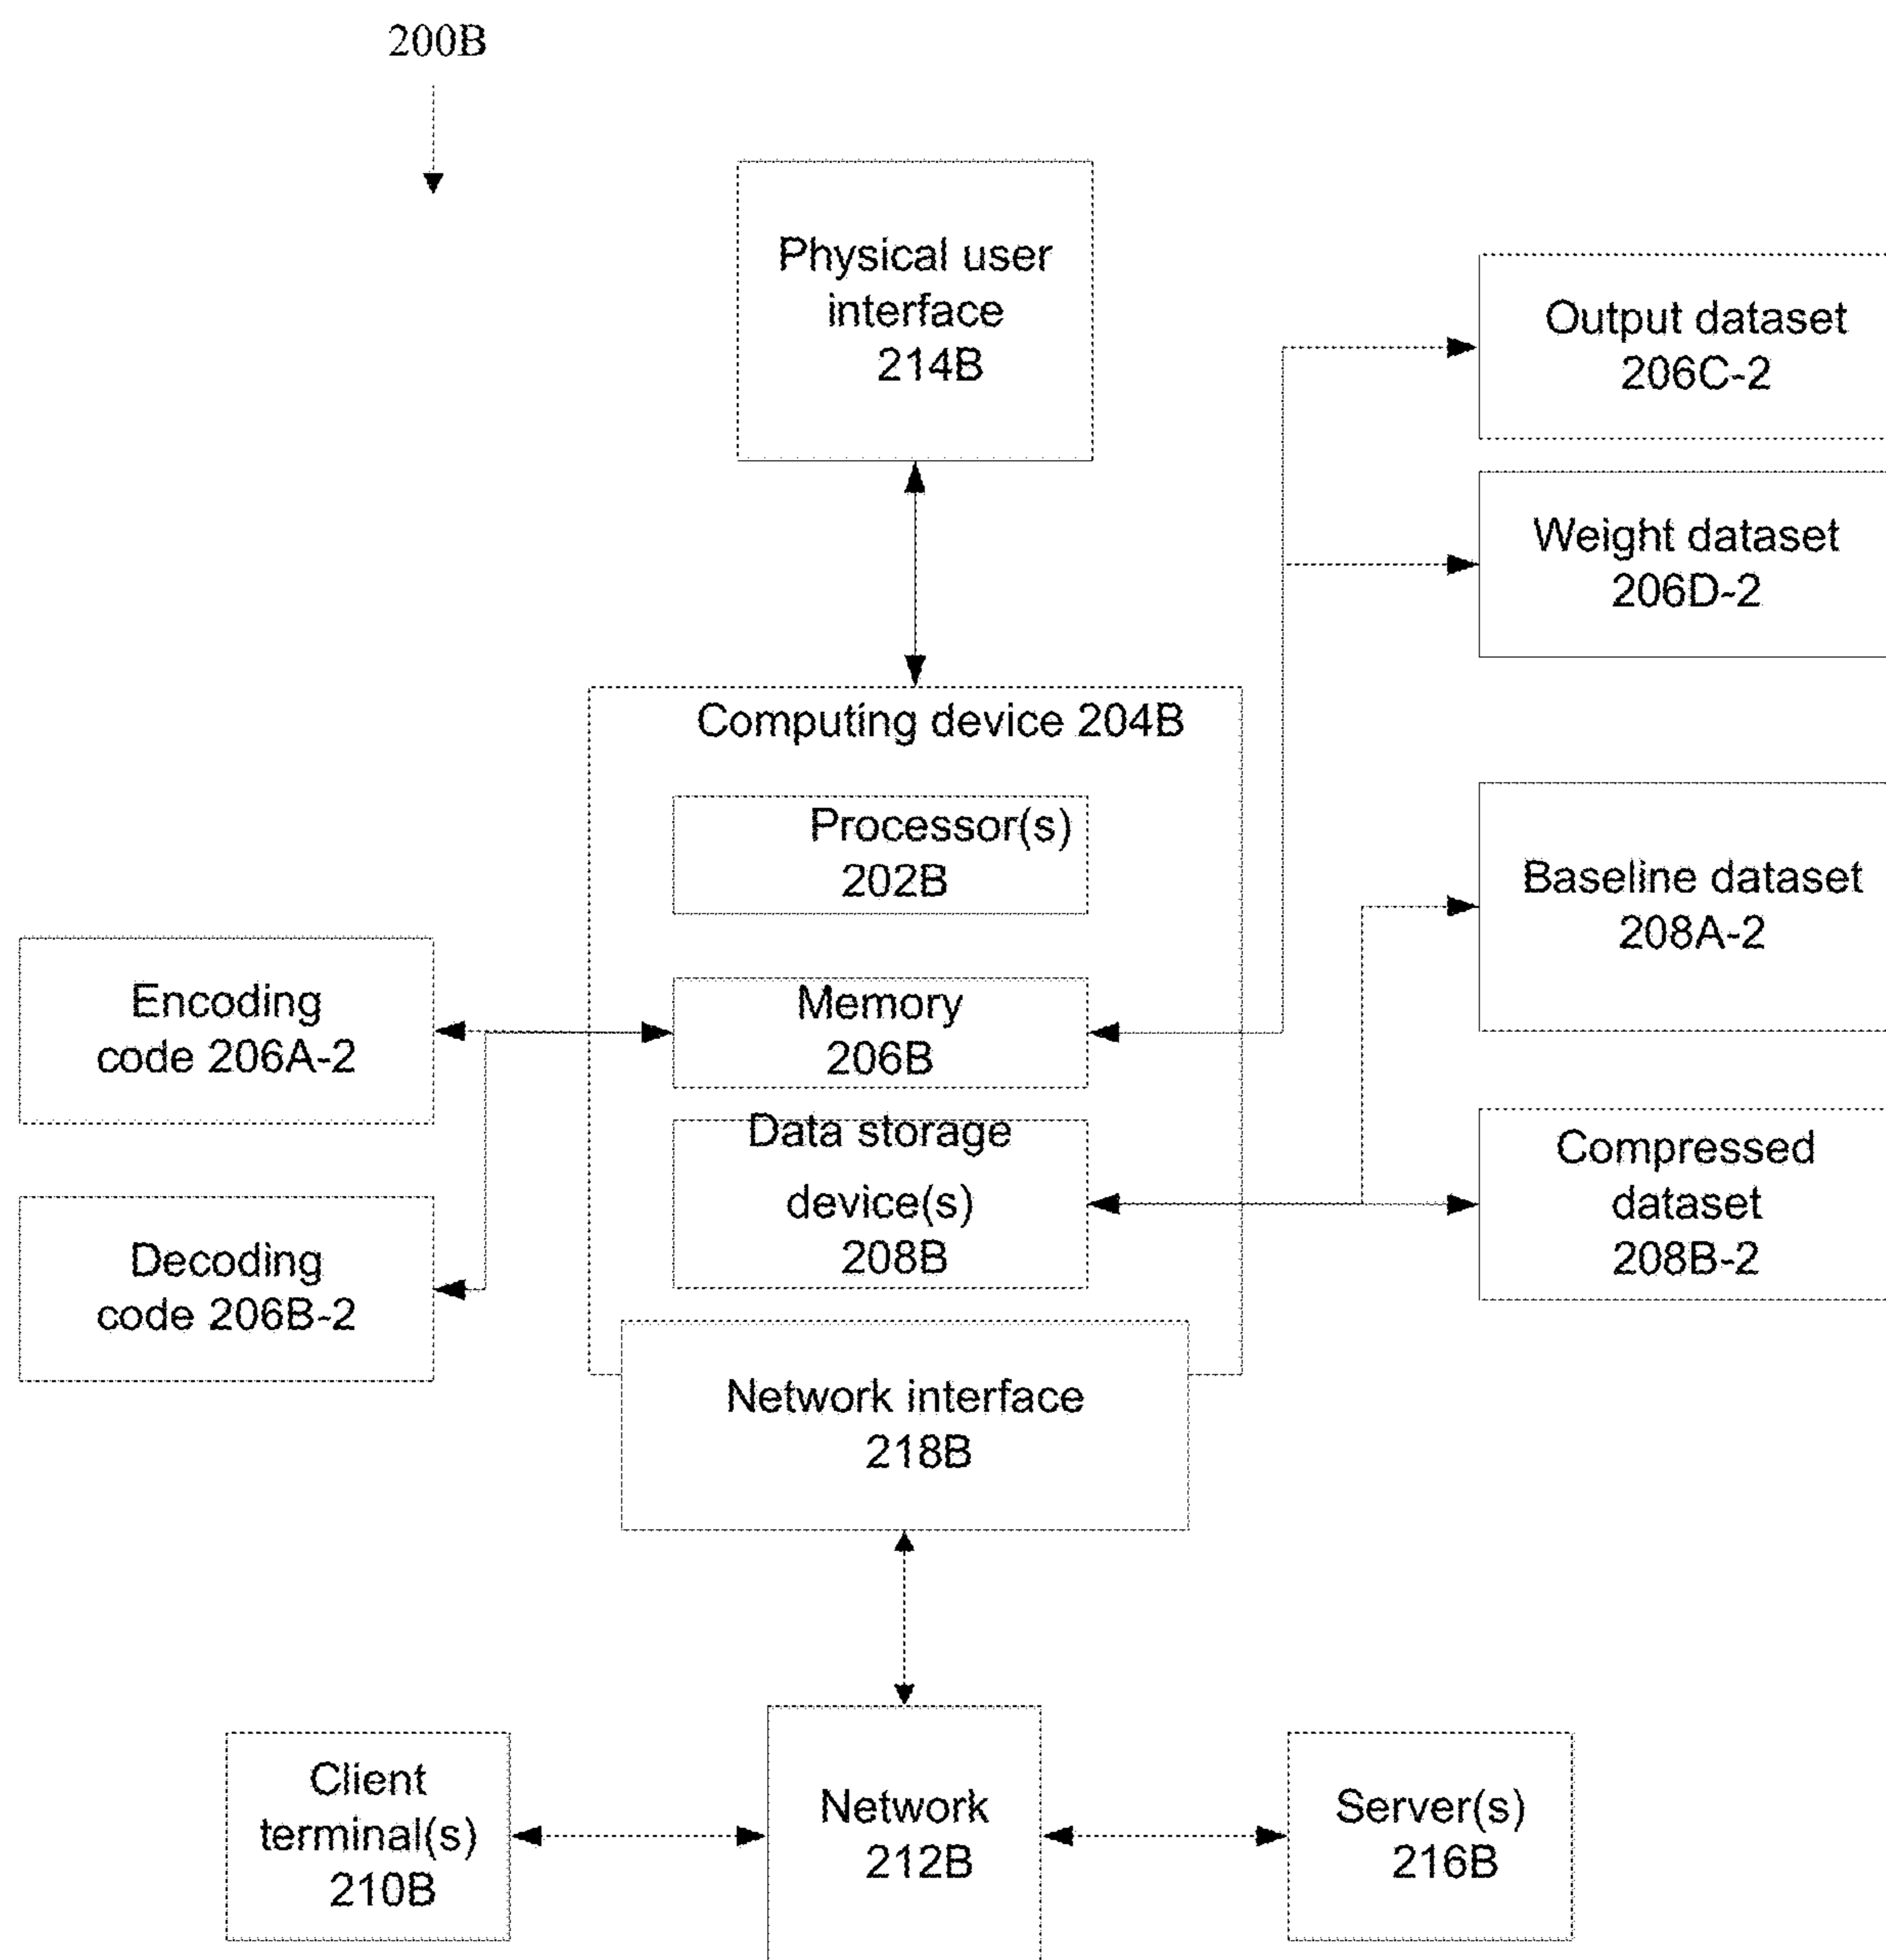 200B
Physical user
interface
214B
Output dataset
206C-2
Weight dataset
206D-2
Computing device 204B
Processor(s)
202B
Baseline dataset
208A-2
Encoding
code 206A-2
Memory
206B
Data storage
device(s)
208B
Compressed
dataset
208B-2
Decoding
code 206B-2
Network interface
218B
Client
terminal(s)
210B
Network
212B
Server(s)
216B